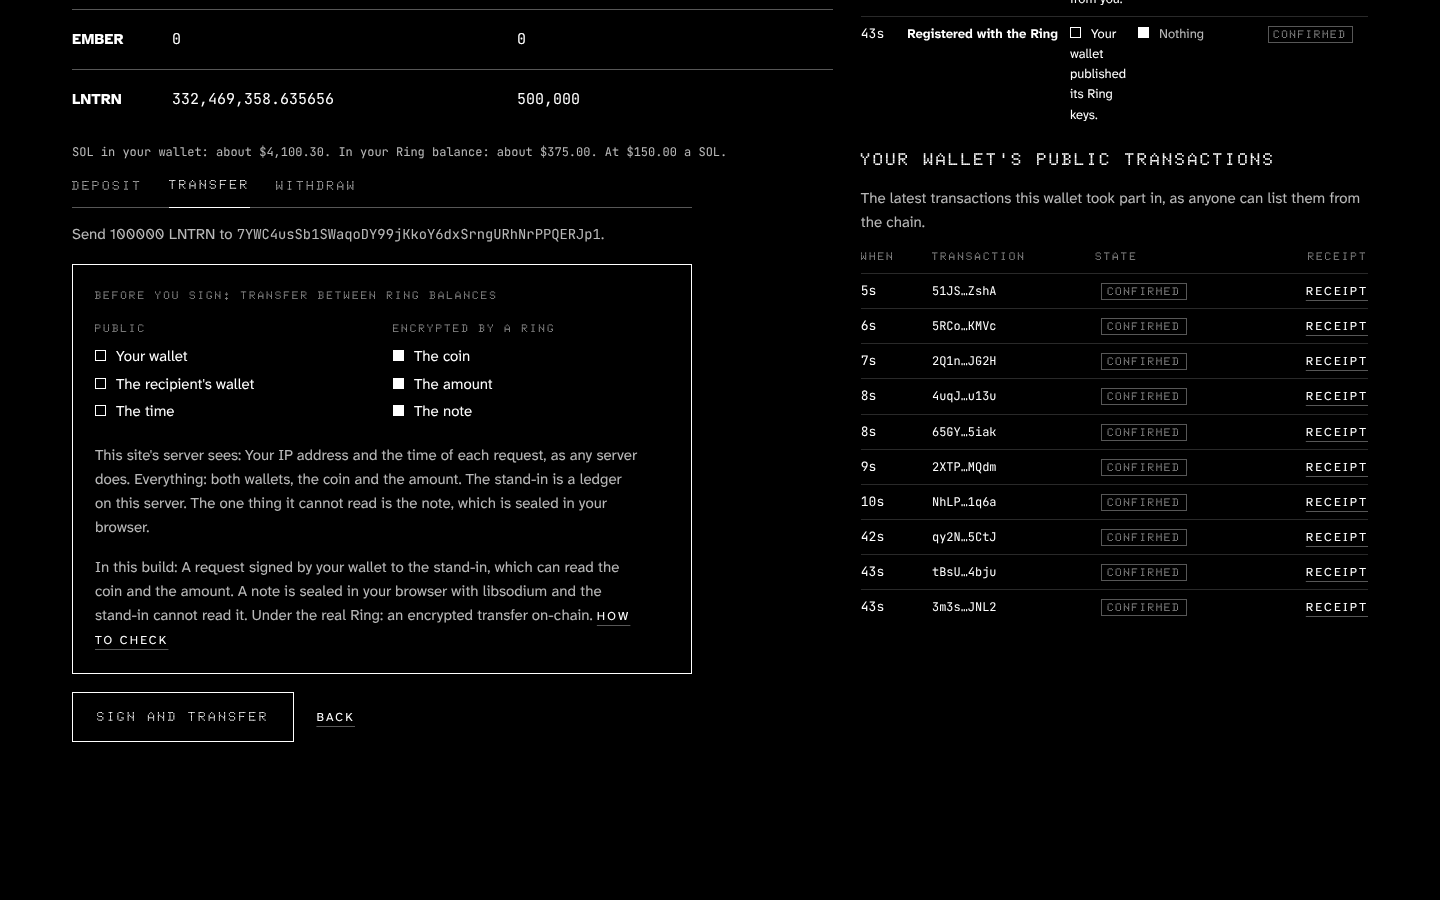 EMBER 0 0
LNTRN 332,469,358.635656 500,000
SOL in your wallet: about $4,100.30. In your Ring balance: about $375.00. At $150.00 a SOL.
DEPOSIT TRANSFER WITHDRAW
Send 100000 LNTRN to 7YWC4usSb1SWaqoDY99jKkoY6dxSrngURhNrPPQERJp1.
BEFORE YOU SIGN: TRANSFER BETWEEN RING BALANCES
PUBLIC ENCRYPTED BY A RING
Your wallet The coin
The recipient's wallet The amount
The time The note
This site's server sees: Your IP address and the time of each request, as any server
does. Everything: both wallets, the coin and the amount. The stand-in is a ledger
on this server. The one thing it cannot read is the note, which is sealed in your
browser.
In this build: A request signed by your wallet to the stand-in, which can read the
coin and the amount. A note is sealed in your browser with libsodium and the
stand-in cannot read it. Under the real Ring: an encrypted transfer on-chain. HOW
TO CHECK
SIGN AND TRANSFER BACK
from you.
43s Registered with the Ring Your Nothing CONFIRMED
wallet
published
its Ring
keys.
YOUR WALLET'S PUBLIC TRANSACTIONS
The latest transactions this wallet took part in, as anyone can list them from
the chain.
WHEN TRANSACTION STATE RECEIPT
5s 51JS…ZshA CONFIRMED RECEIPT
6s 5RCo…KMVc CONFIRMED RECEIPT
7s 2Q1n…JG2H CONFIRMED RECEIPT
8s 4uqJ…u13u CONFIRMED RECEIPT
8s 65GY…5iak CONFIRMED RECEIPT
9s 2XTP…MQdm CONFIRMED RECEIPT
10s NhLP…1q6a CONFIRMED RECEIPT
42s qy2N…5CtJ CONFIRMED RECEIPT
43s tBsU…4bju CONFIRMED RECEIPT
43s 3m3s…JNL2 CONFIRMED RECEIPT